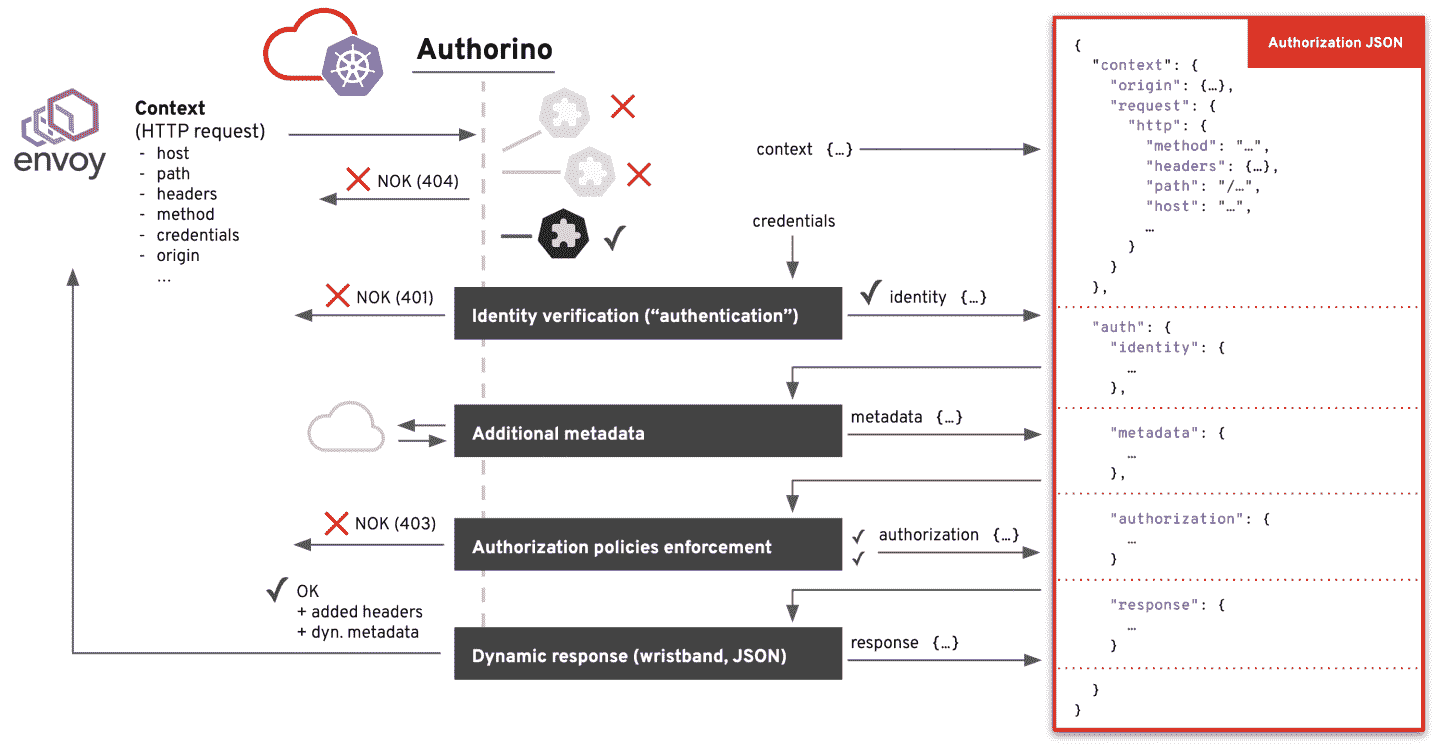 Authorino
envoy
Context
(HTTP request)
- host
- path
- headers
- method
- credentials
- origin
...
NOK (404)
context {…}
credentials
NOK (401)
Identity verification (“authentication”)
identity {…}
Additional metadata
metadata {…}
NOK (403)
Authorization policies enforcement
authorization {…}
OK
+ added headers
+ dyn. metadata
Dynamic response (wristband, JSON)
response {…}
Authorization JSON
{
"context": {
"origin": {…},
"request": {
"http": {
"method": "…",
"headers": {…},
"path": "/…",
"host": "…",
…
}
}
},
"auth": {
"identity": {
…
},
"metadata": {
…
},
"authorization": {
…
}
"response": {
…
}
}
}